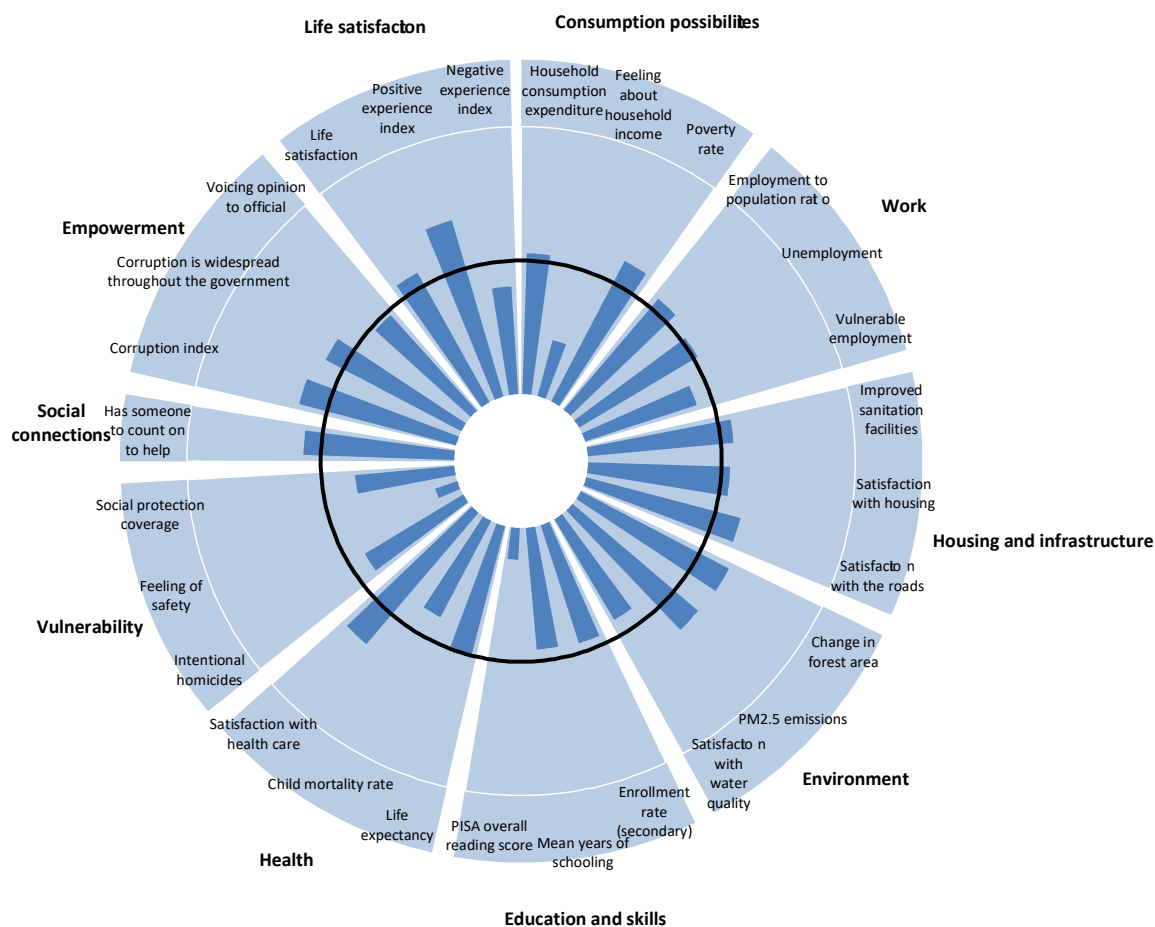 Life satisfacton
Consumption possibilites
Negative
experience
index
Positive
experience
index
Life
satisfaction
Household
consumption
expenditure
Feeling
about
household
income
Poverty
rate
Employment to
population rat o
Work
Unemployment
Vulnerable
employment
Voicing opinion
to official
Empowerment
Corruption is widespread
throughout the government
Corruption index
Social
connections
Has someone
to count on
to help
Improved
sanitation
facilities
Satisfaction
with housing
Housing and infrastructure
Satisfacto n
with the roads
Social protection
coverage
Feeling of
safety
Vulnerability
Intentional
homicides
Change in
forest area
PM2.5 emissions
Satisfacto n
with
water
quality
Environment
Satisfaction with
health care
Child mortality rate
Life
expectancy
Health
PISA overall
reading score
Mean years of
schooling
Enrollment
rate
(secondary)
Education and skills